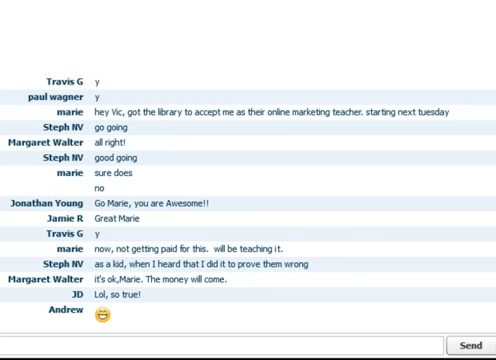 Travis G y
paul wagner y
marie hey Vic, got the library to accept me as their online marketing teacher. starting next tuesday
Steph NV go going
Margaret Walter all right!
Steph NV good going
marie sure does
no
Jonathan Young Go Marie, you are Awesome!!
Jamie R Great Marie
Travis G y
marie now, not getting paid for this.  will be teaching it.
Steph NV as a kid, when I heard that I did it to prove them wrong
Margaret Walter it's ok,Marie. The money will come.
JD Lol, so true!
Andrew
Send